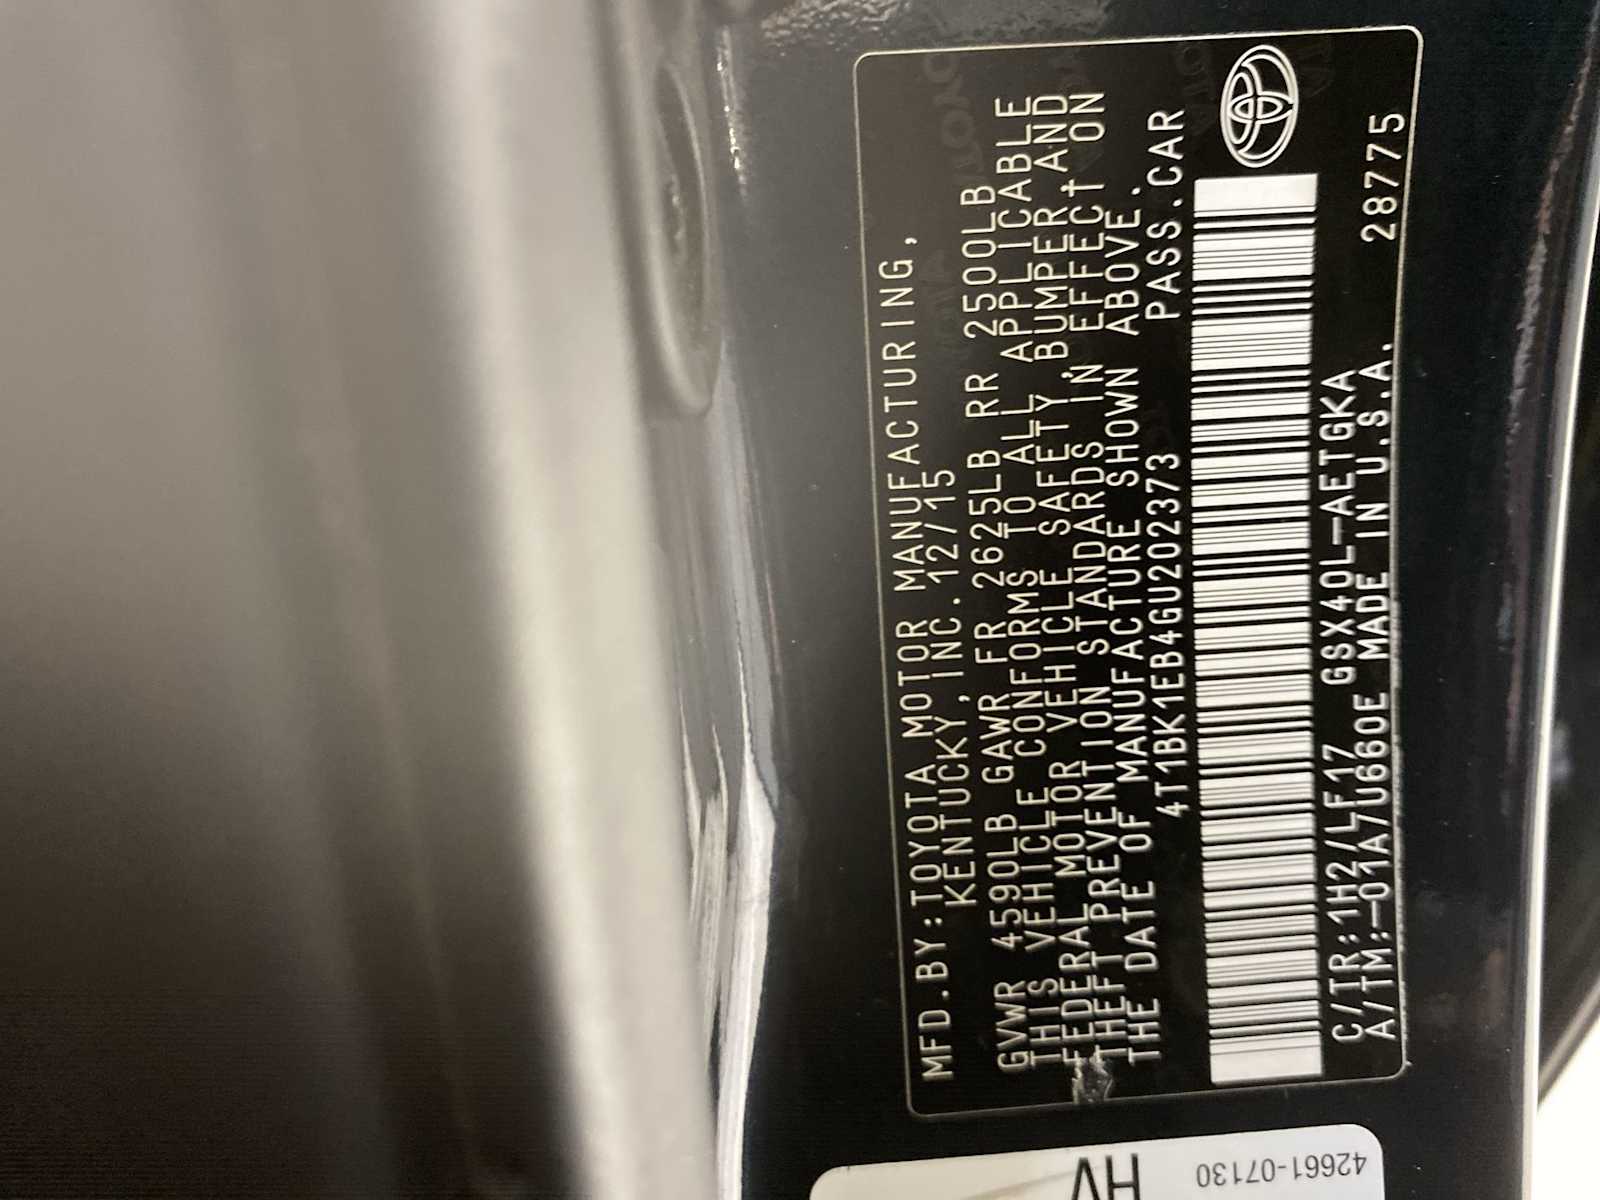 MFD.BY:TOYOTA MOTOR MANUFACTURING,
KENTUCKY,INC.12/15
GVWR 4590LB GAWR FR 2625LB RR 2500LB
THIS VEHICLE CONFORMS TO ALL APPLICABLE
FEDERAL MOTOR VEHICLE SAFETY,BUMPER AND
THEFT PREVENTION STANDARDS IN EFFECT ON
THE DATE OF MANUFACTURE SHOWN ABOVE.
4T1BK1EB4GU202373 PASS.CAR
C/TR:1H2/LF17 GSX40L-AETGKA
A/TM:-01A/U660E MADE IN U.S.A.
28775
HV
42661-07130